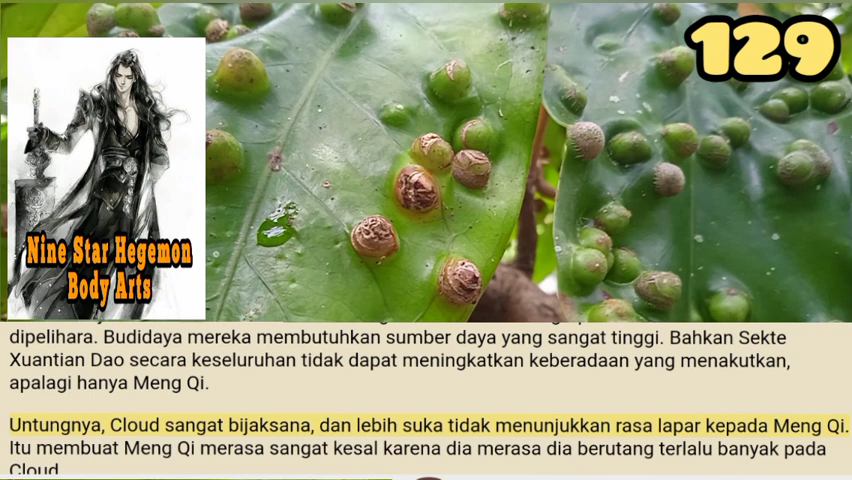 129
Nine Star Hegemon
Body Arts
dipelihara. Budidaya mereka membutuhkan sumber daya yang sangat tinggi. Bahkan Sekte
Xuantian Dao secara keseluruhan tidak dapat meningkatkan keberadaan yang menakutkan,
apalagi hanya Meng Qi.
Untungnya, Cloud sangat bijaksana, dan lebih suka tidak menunjukkan rasa lapar kepada Meng Qi.
Itu membuat Meng Qi merasa sangat kesal karena dia merasa dia berutang terlalu banyak pada
Cloud